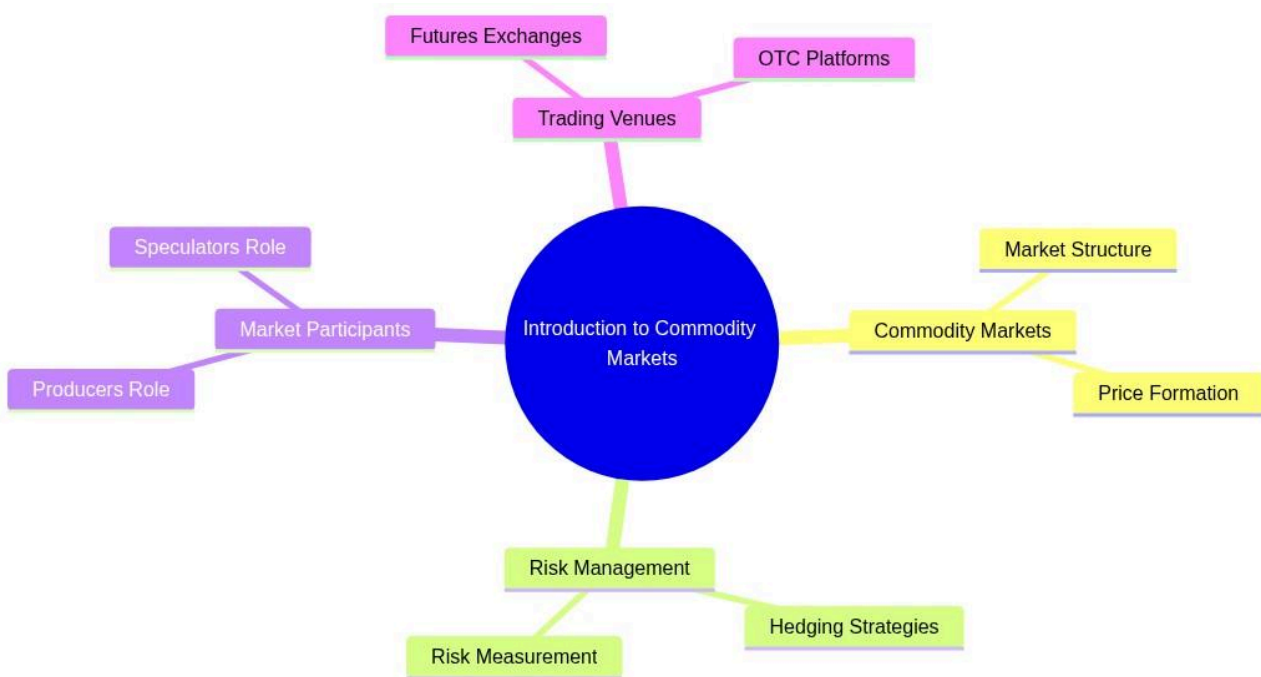 Futures Exchanges
OTC Platforms
Trading Venues
Speculators Role
Market Structure
Introduction to Commodity
Markets
Market Participants
Commodity Markets
Producers Role
Price Formation
Risk Management
Hedging Strategies
Risk Measurement